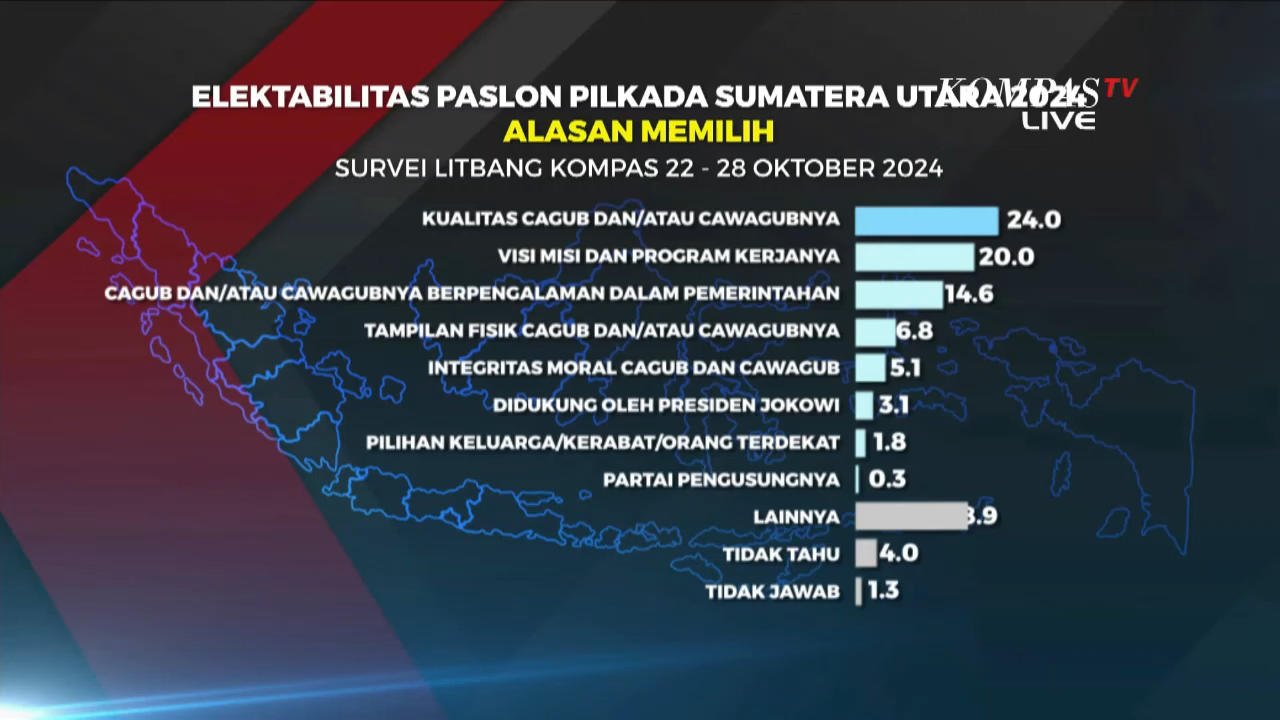 ELEKTABILITAS PASLON PILKADA SUMATERA UTARA 2024
KOMPAS TV
LIVE
ALASAN MEMILIH
SURVEI LITBANG KOMPAS 22 - 28 OKTOBER 2024
KUALITAS CAGUB DAN/ATAU CAWAGUBNYA 24.0
VISI MISI DAN PROGRAM KERJANYA 20.0
CAGUB DAN/ATAU CAWAGUBNYA BERPENGALAMAN DALAM PEMERINTAHAN 14.6
TAMPILAN FISIK CAGUB DAN/ATAU CAWAGUBNYA 6.8
INTEGRITAS MORAL CAGUB DAN CAWAGUB 5.1
DIDUKUNG OLEH PRESIDEN JOKOWI 3.1
PILIHAN KELUARGA/KERABAT/ORANG TERDEKAT 1.8
PARTAI PENGUSUNGNYA 0.3
LAINNYA
TIDAK TAHU 4.0
TIDAK JAWAB 1.3